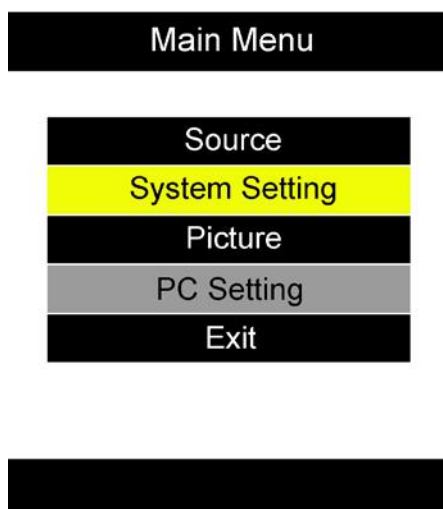 Main Menu
Source
System Setting
Picture
PC Setting
Exit